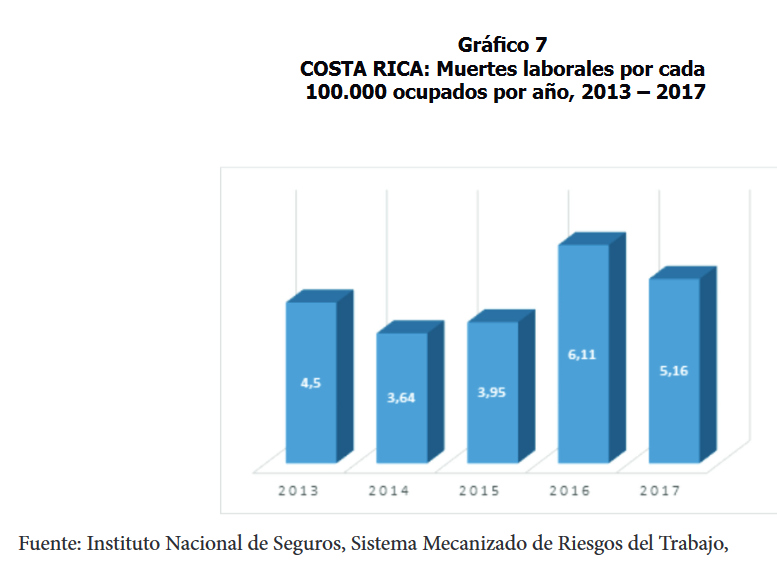 Gráfico 7
COSTA RICA: Muertes laborales por cada
100.000 ocupados por año, 2013 – 2017
4,5
3,64
3,95
6,11
5,16
2013 2014 2015 2016 2017
Fuente: Instituto Nacional de Seguros, Sistema Mecanizado de Riesgos del Trabajo,